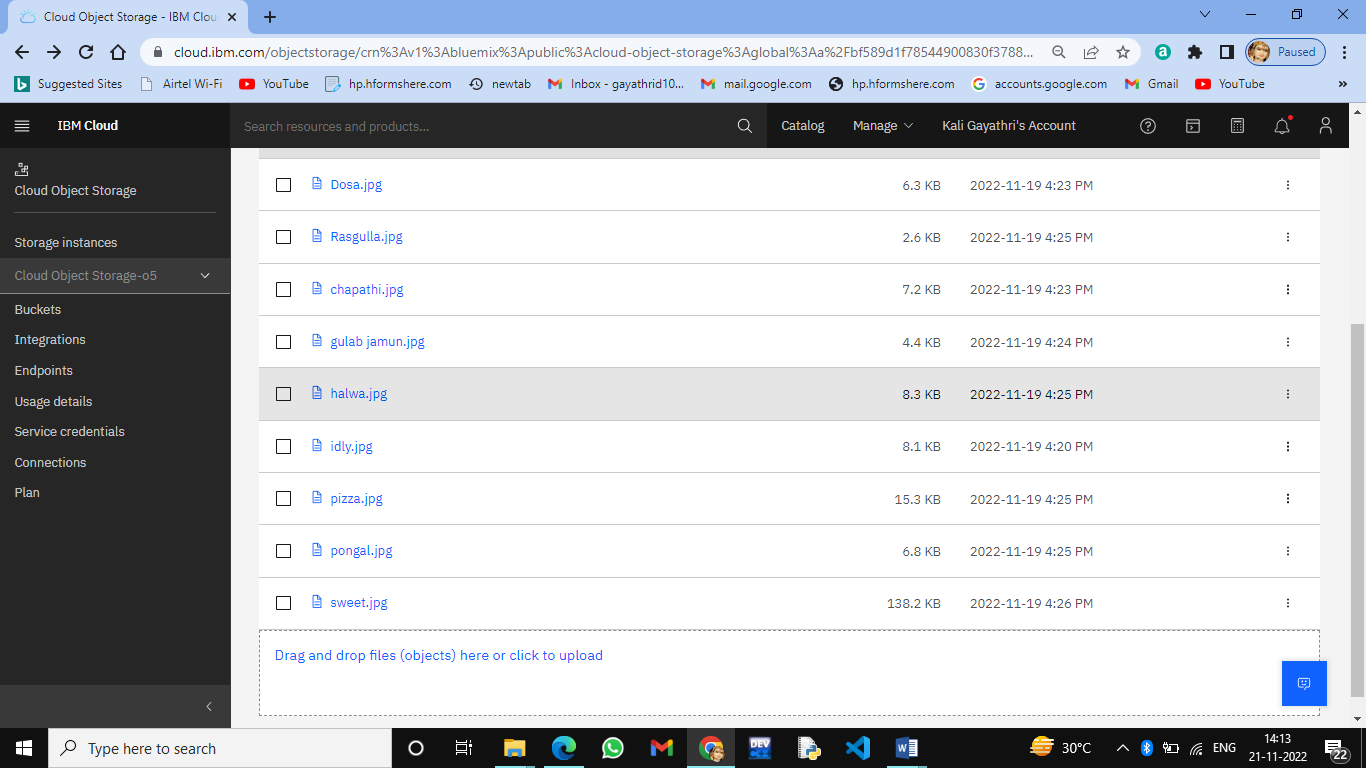 Cloud Object Storage - IBM Clou
cloud.ibm.com/objectstorage/crn%3Av1%3Abluemix%3Apublic%3Acloud-object-storage%3Aglobal%3Aa%2Fbf589d1f78544900830f3788... Paused
Suggested Sites Airtel Wi-Fi YouTube hp.hformshere.com newtab Inbox - gayathrid10... mail.google.com hp.hformshere.com accounts.google.com Gmail YouTube »
IBM Cloud Search resources and products... Catalog Manage Kali Gayathri's Account
Cloud Object Storage
Storage instances
Cloud Object Storage-o5
Buckets
Integrations
Endpoints
Usage details
Service credentials
Connections
Plan
Dosa.jpg 6.3 KB 2022-11-19 4:23 PM
Rasgulla.jpg 2.6 KB 2022-11-19 4:25 PM
chapathi.jpg 7.2 KB 2022-11-19 4:23 PM
gulab jamun.jpg 4.4 KB 2022-11-19 4:24 PM
halwa.jpg 8.3 KB 2022-11-19 4:25 PM
idly.jpg 8.1 KB 2022-11-19 4:20 PM
pizza.jpg 15.3 KB 2022-11-19 4:25 PM
pongal.jpg 6.8 KB 2022-11-19 4:25 PM
sweet.jpg 138.2 KB 2022-11-19 4:26 PM
Drag and drop files (objects) here or click to upload
Type here to search DEV 30°C ENG 14:13
21-11-2022 22